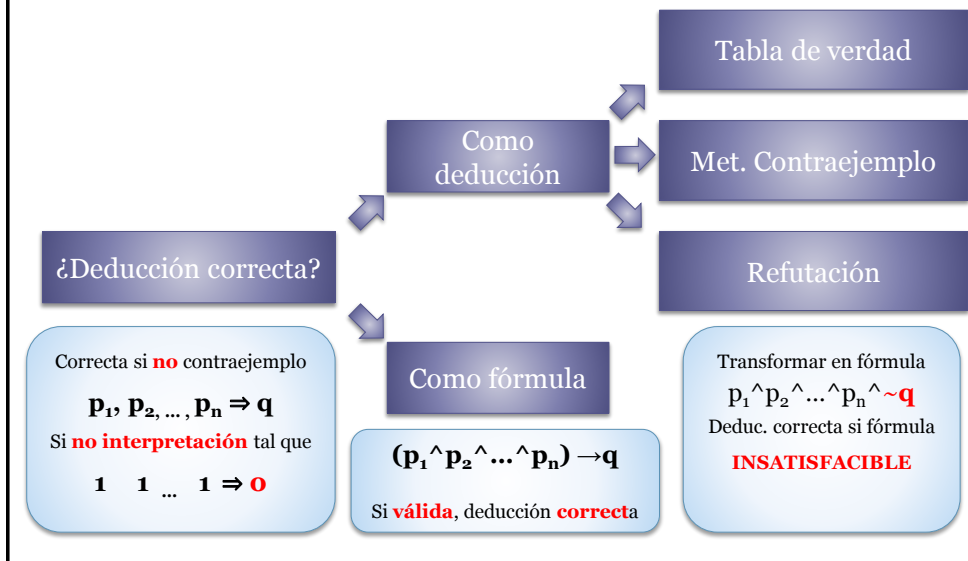 Tabla de verdad
Como
deducción
Met. Contraejemplo
¿Deducción correcta?
Refutación
Correcta si no contraejemplo
p₁, p₂, ... , pₙ ⇒ q
Si no interpretación tal que
1 1 ... 1 ⇒ 0
Como fórmula
(p₁^p₂^...^pₙ) →q
Si válida, deducción correcta
Transformar en fórmula
p₁^p₂^...^pₙ^~q
Deduc. correcta si fórmula
INSATISFACIBLE